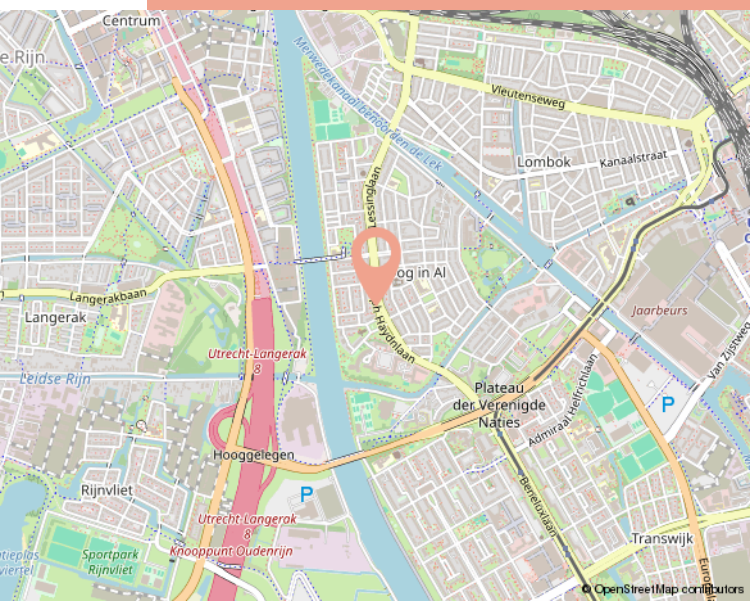 Centrum
e Rijn
Merwedekanaal benoorden de Lek
Vleutenseweg
Lombok
Kanaalstraat
Lessinglaan
og in Al
Langerakbaan
Langerak
Jaarbeurs
Haydnlaan
Van Zijstweg
Utrecht-Langerak
8
Leidse Rijn
Plateau
der Verenigde
Naties
P
Admiraal Helfrichlaan
Hooggelegen
Rijnvliet
P
Beneluxlaan
Utrecht-Langerak
8
Knooppunt Oudenrijn
Transwijk
Sportpark
Rijnvliet
atieplas
viertel
© OpenStreetMap contributors